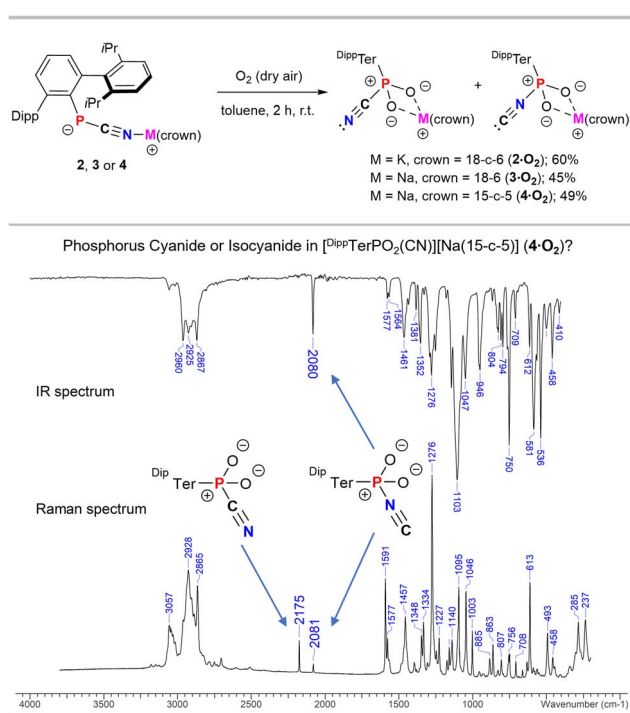 iPr
iPr
Dipp
P
⊖
C≡N
M(crown)
⊕
2, 3 or 4
O2 (dry air)
toluene, 2 h, r.t.
DippTer
⊕
P
O
⊖
C
N
O
⊖
M(crown)
⊕
+
DippTer
⊕
P
O
⊖
N
C
O
⊖
M(crown)
⊕
M = K, crown = 18-c-6 (2·O2); 60%
M = Na, crown = 18-6 (3·O2); 45%
M = Na, crown = 15-c-5 (4·O2); 49%
Phosphorus Cyanide or Isocyanide in [DippTerPO2(CN)][Na(15-c-5)] (4·O2)?
2960
2925
2867
2080
1577
1564
1461
1381
1352
1276
1103
1047
946
804
794
750
709
612
581
536
458
410
IR spectrum
Dip
Ter
P
⊕
O
⊖
O
⊖
C
N
Dip
Ter
P
⊕
O
⊖
O
⊖
N
C
Raman spectrum
3057
2928
2865
2175
2081
1591
1577
1457
1348
1334
1276
1227
1140
1095
1046
1003
885
863
807
756
708
613
493
458
285
237
4000 3500 3000 2500 2000 1500 1000 500 Wavenumber (cm-1)